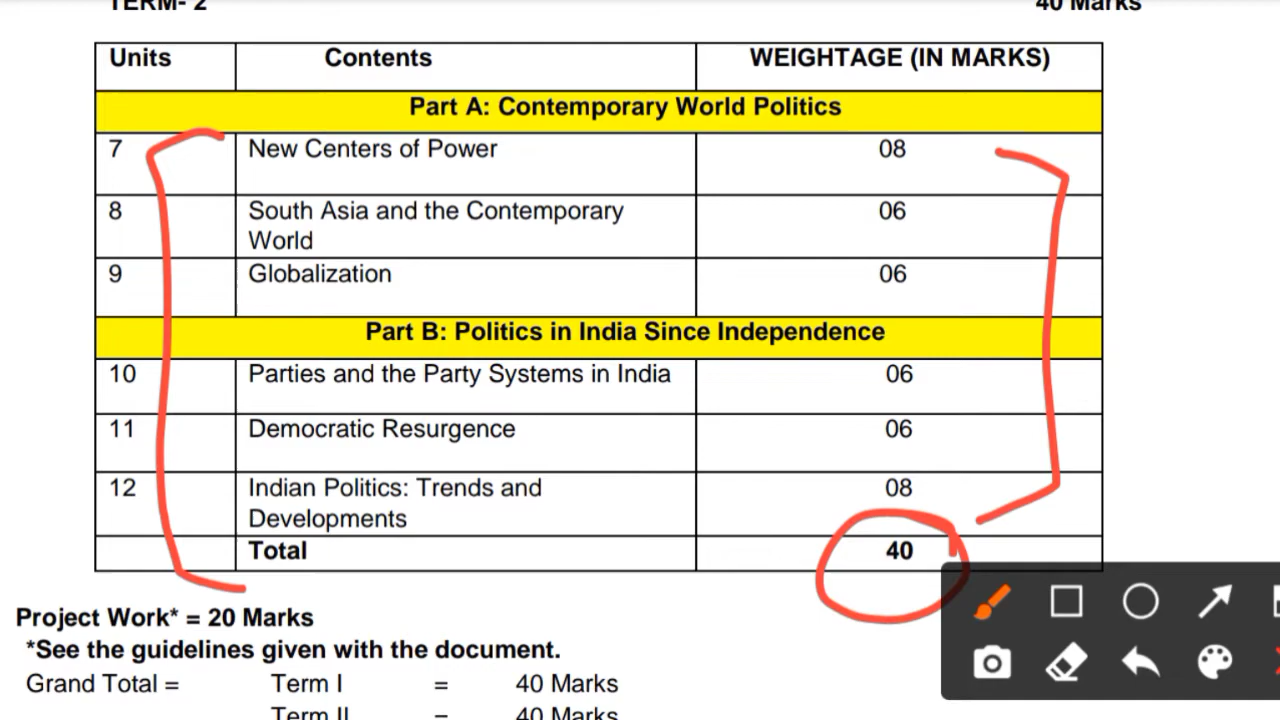 TERM- 2 40 Marks
Units Contents WEIGHTAGE (IN MARKS)
Part A: Contemporary World Politics
7 New Centers of Power 08
8 South Asia and the Contemporary 06
World
9 Globalization 06
Part B: Politics in India Since Independence
10 Parties and the Party Systems in India 06
11 Democratic Resurgence 06
12 Indian Politics: Trends and 08
Developments
Total 40
Project Work* = 20 Marks
*See the guidelines given with the document.
Grand Total = Term I = 40 Marks
Term II = 40 Marks